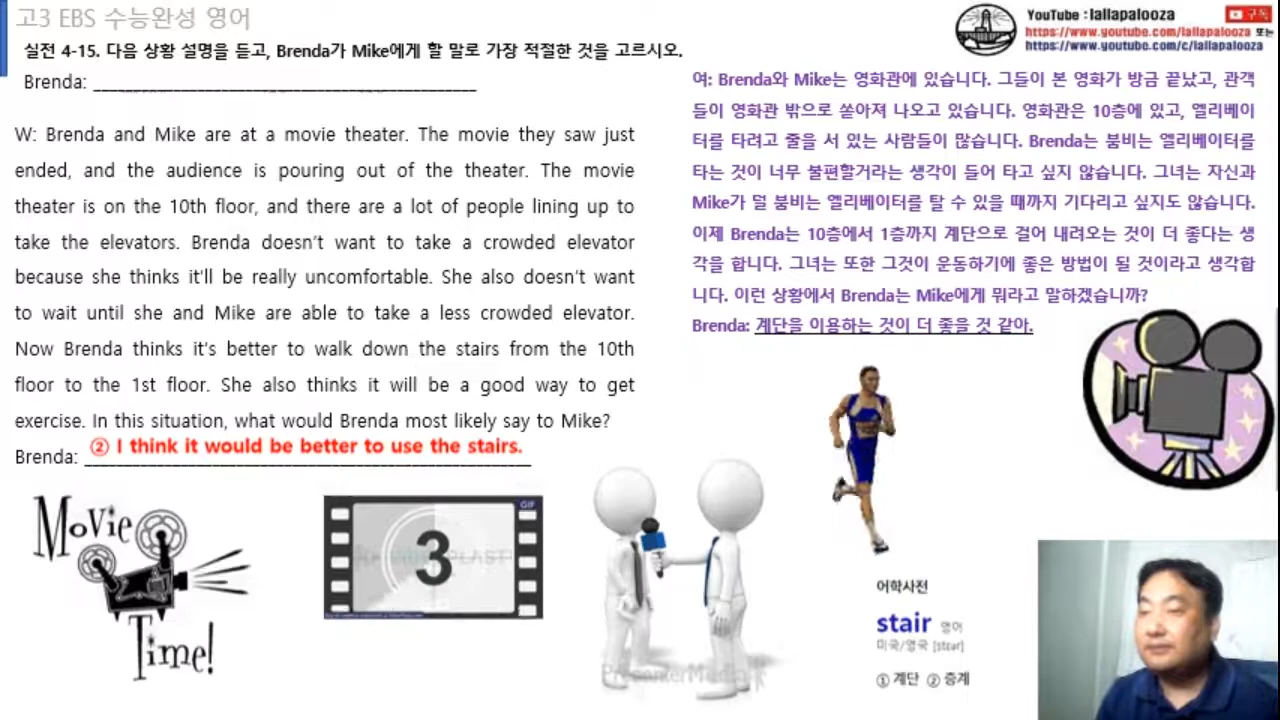 고3 EBS 수능완성 영어
YouTube : lallapalooza
구독
https://www.youtube.com/lallapalooza 또는
https://www.youtube.com/c/lallapalooza
실전 4-15. 다음 상황 설명을 듣고, Brenda가 Mike에게 할 말로 가장 적절한 것을 고르시오.
Brenda:
W: Brenda and Mike are at a movie theater. The movie they saw just
ended, and the audience is pouring out of the theater. The movie
theater is on the 10th floor, and there are a lot of people lining up to
take the elevators. Brenda doesn't want to take a crowded elevator
because she thinks it'll be really uncomfortable. She also doesn't want
to wait until she and Mike are able to take a less crowded elevator.
Now Brenda thinks it's better to walk down the stairs from the 10th
floor to the 1st floor. She also thinks it will be a good way to get
exercise. In this situation, what would Brenda most likely say to Mike?
Brenda: ② I think it would be better to use the stairs.
여: Brenda와 Mike는 영화관에 있습니다. 그들이 본 영화가 방금 끝났고, 관객
들이 영화관 밖으로 쏟아져 나오고 있습니다. 영화관은 10층에 있고, 엘리베이
터를 타려고 줄을 서 있는 사람들이 많습니다. Brenda는 붐비는 엘리베이터를
타는 것이 너무 불편할거라는 생각이 들어 타고 싶지 않습니다. 그녀는 자신과
Mike가 덜 붐비는 엘리베이터를 탈 수 있을 때까지 기다리고 싶지도 않습니다.
이제 Brenda는 10층에서 1층까지 계단으로 걸어 내려오는 것이 더 좋다는 생
각을 합니다. 그녀는 또한 그것이 운동하기에 좋은 방법이 될 것이라고 생각합
니다. 이런 상황에서 Brenda는 Mike에게 뭐라고 말하겠습니까?
Brenda: 계단을 이용하는 것이 더 좋을 것 같아.
Movie
Time!
GIF
3
PresenterMedia
어학사전
stair 영어
미국/영국 [steər]
① 계단 ② 층계